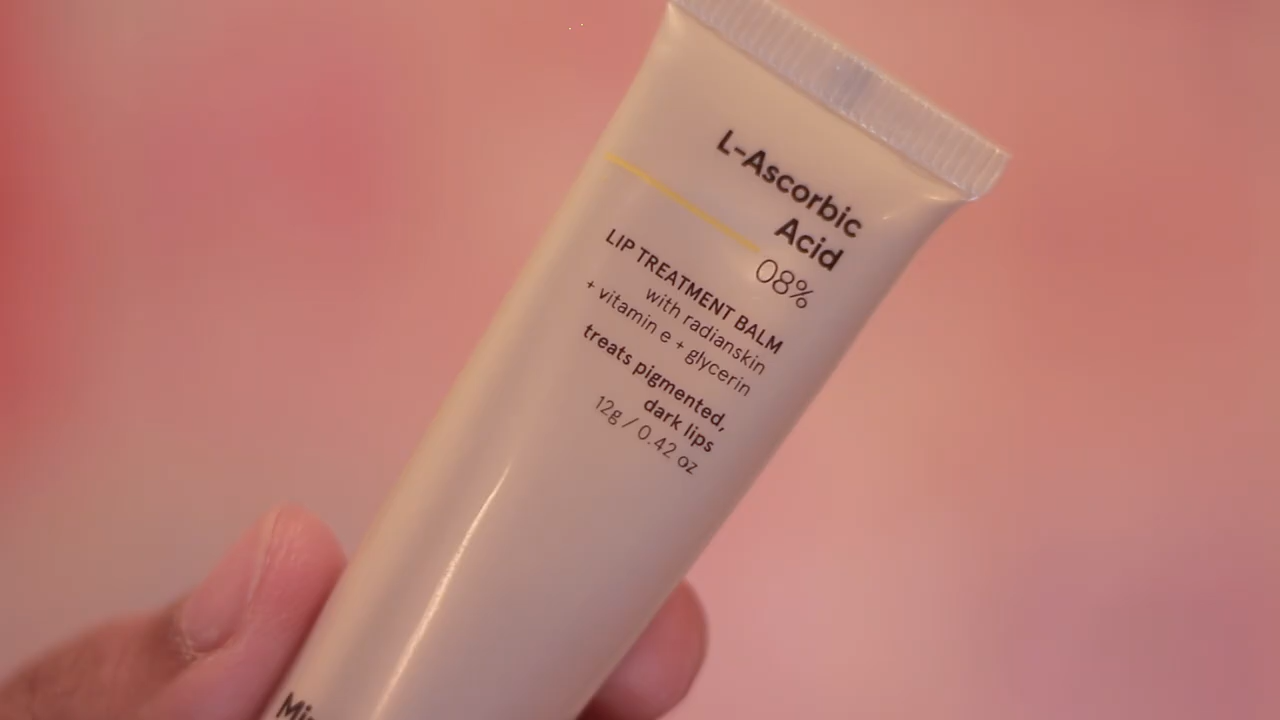 L-Ascorbic
Acid
08%
LIP TREATMENT BALM
with radianskin
+ vitamin e + glycerin
treats pigmented,
dark lips
12g / 0.42 oz